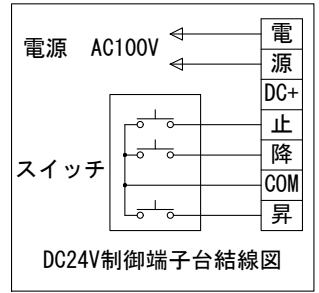 電源 AC100V
電
源
DC+
止
降
COM
昇
スイッチ
DC24V制御端子台結線図